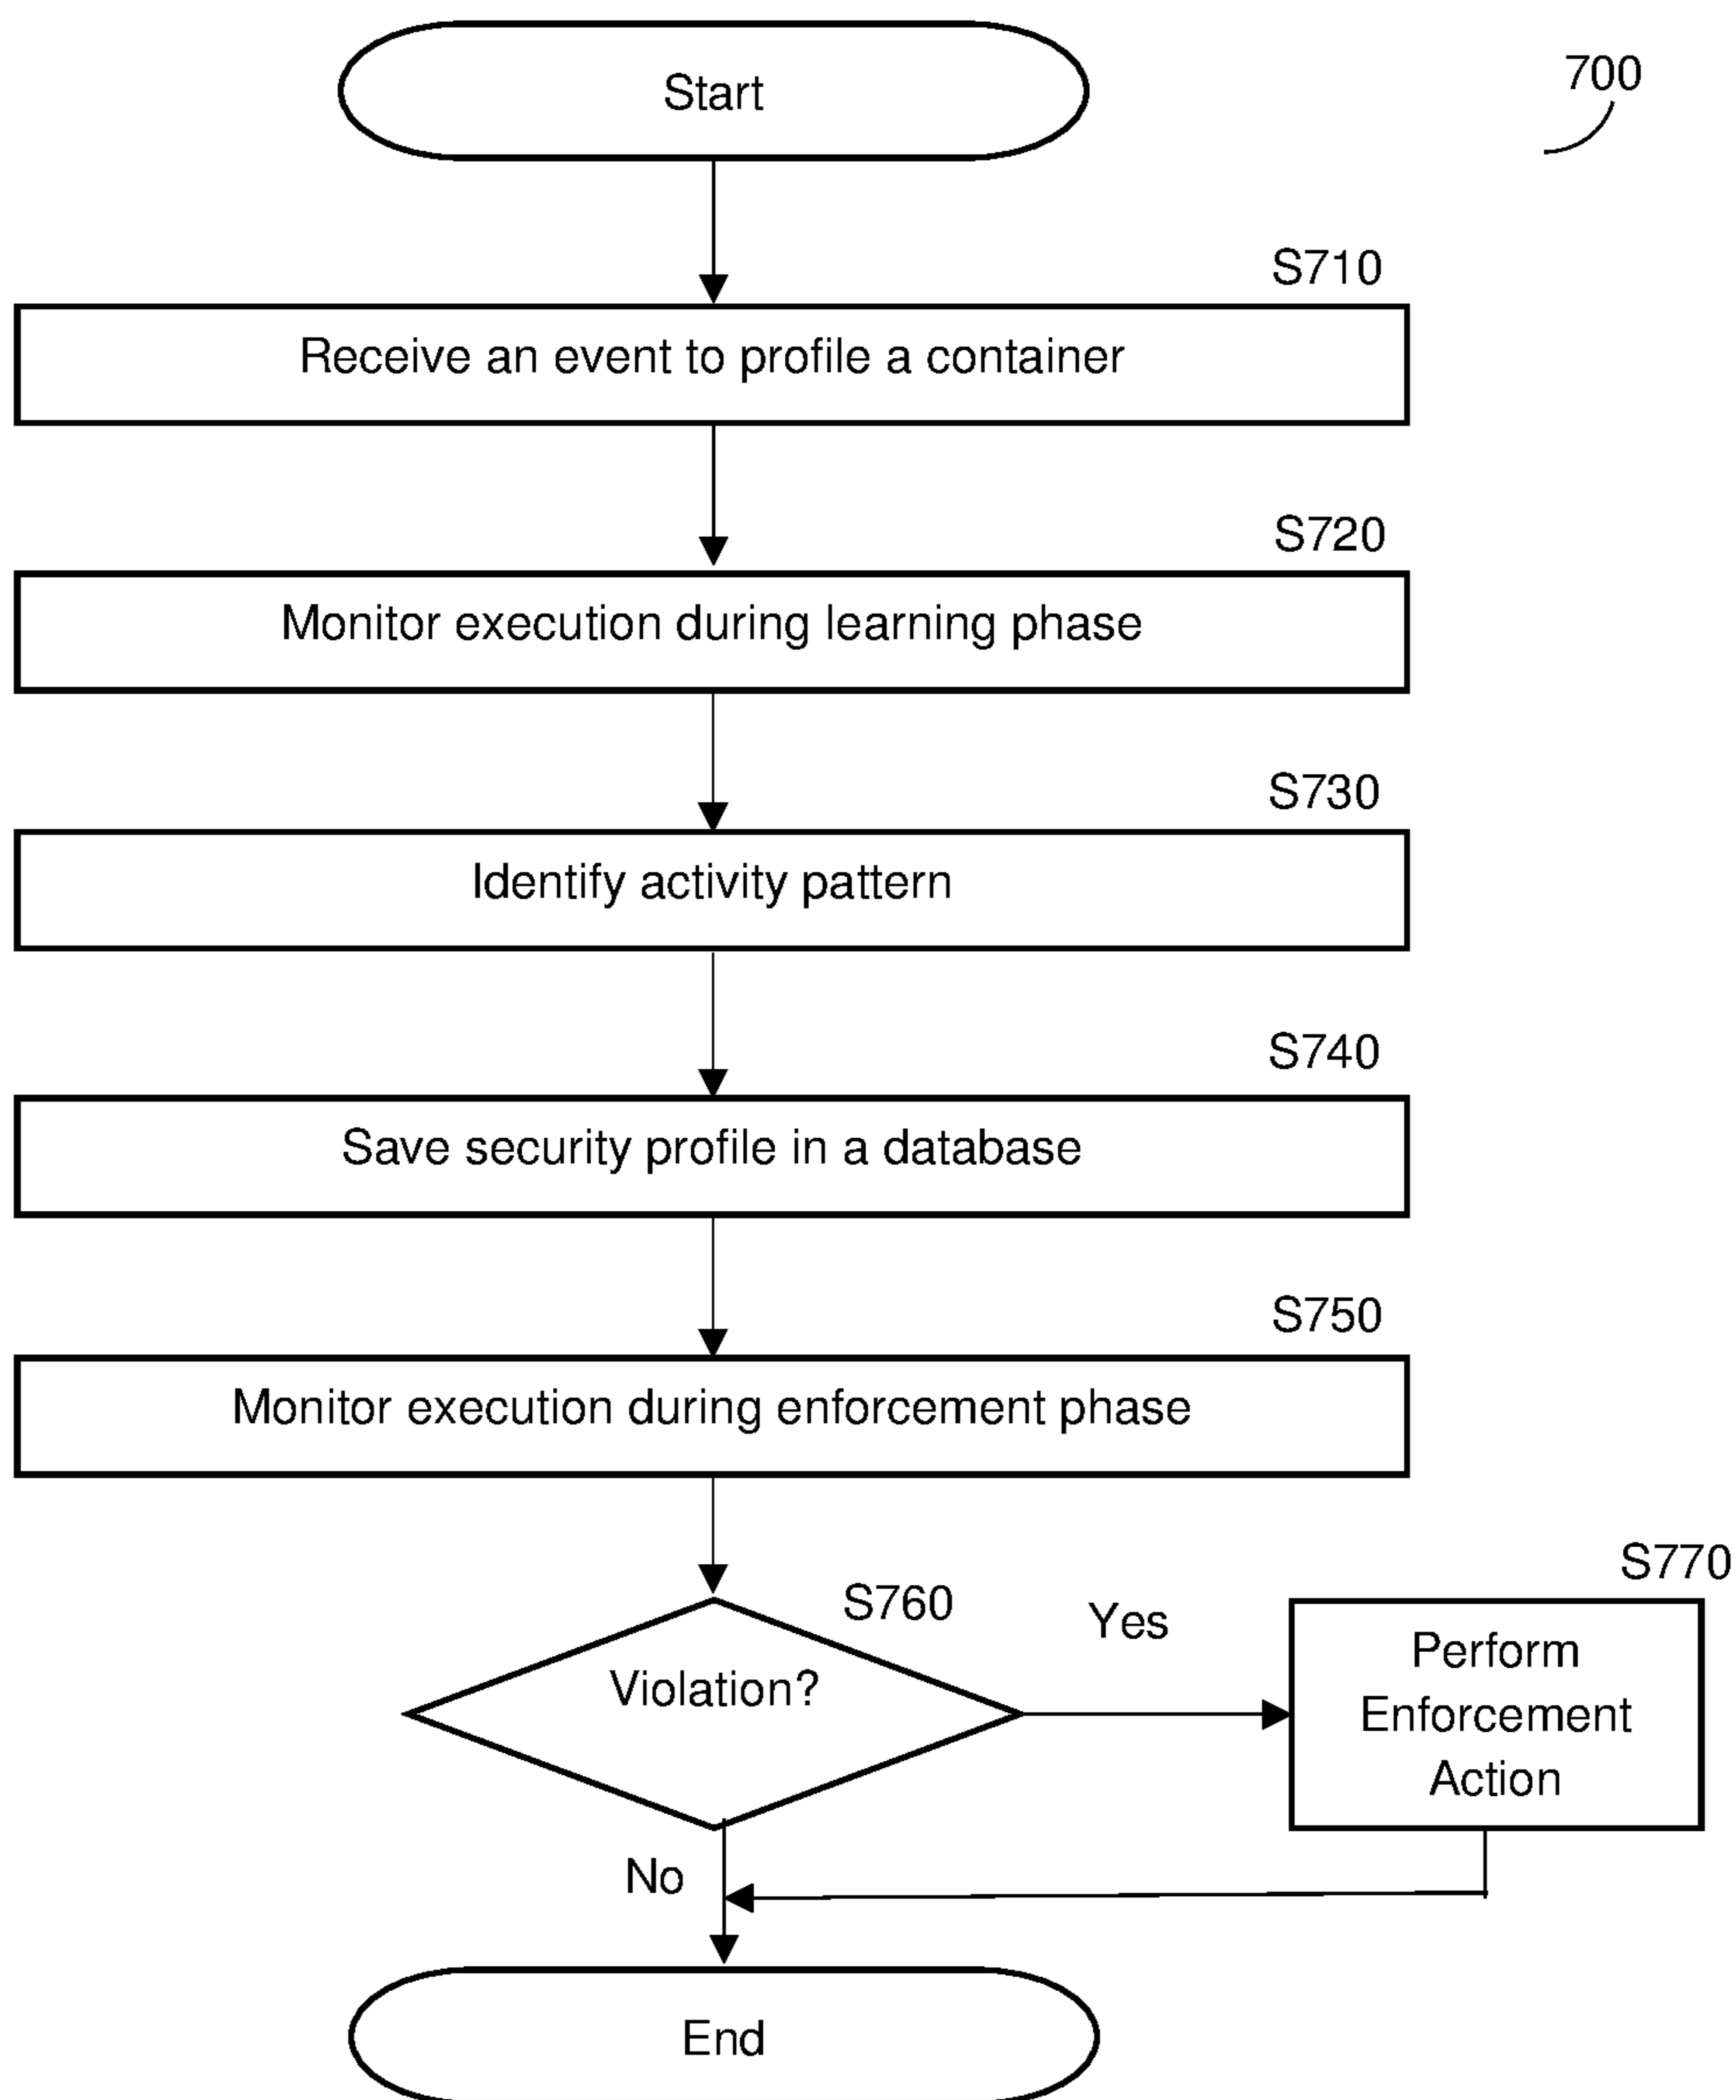 Start
700
S710
Receive an event to profile a container
S720
Monitor execution during learning phase
S730
Identify activity pattern
S740
Save security profile in a database
S750
Monitor execution during enforcement phase
S760
Violation?
Yes
S770
Perform
Enforcement
Action
No
End